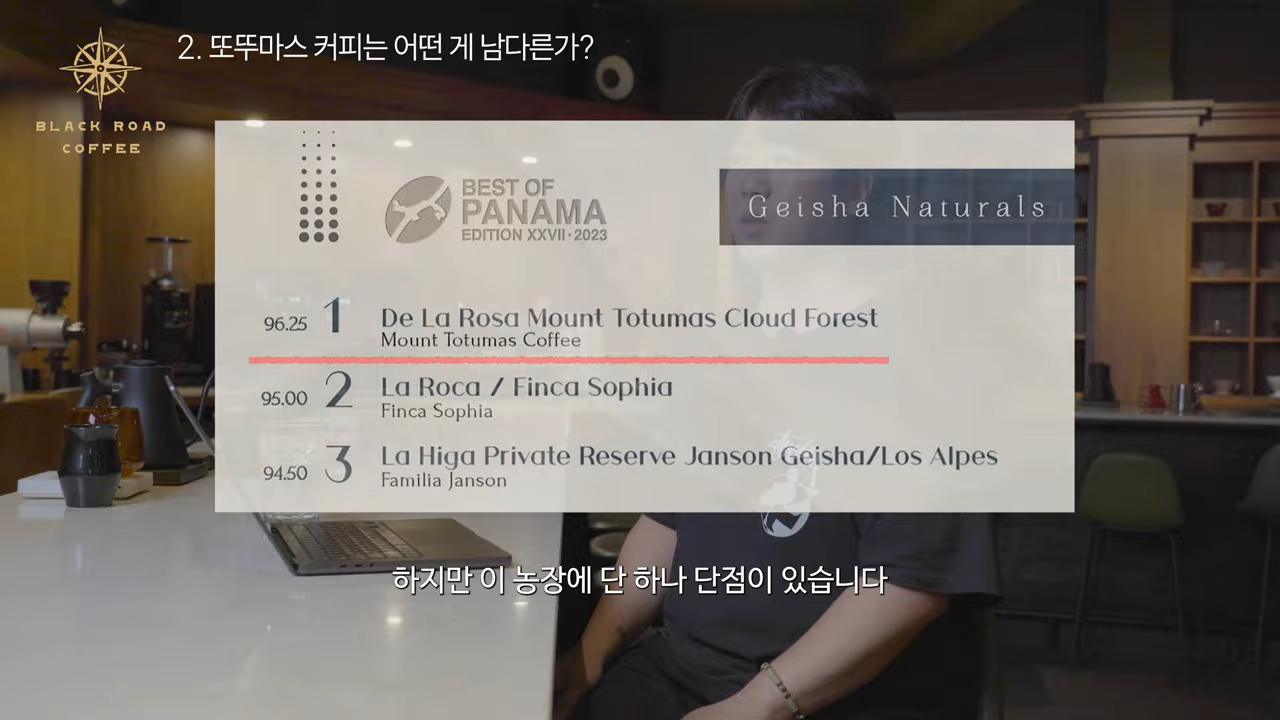 2. 또뚜마스 커피는 어떤 게 남다른가?
BLACK ROAD
COFFEE
BEST OF
PANAMA
EDITION XXVII·2023
Geisha Naturals
96.25 1 De La Rosa Mount Totumas Cloud Forest
Mount Totumas Coffee
95.00 2 La Roca / Finca Sophia
Finca Sophia
94.50 3 La Higa Private Reserve Janson Geisha/Los Alpes
Familia Janson
하지만 이 농장에 단 하나 단점이 있습니다